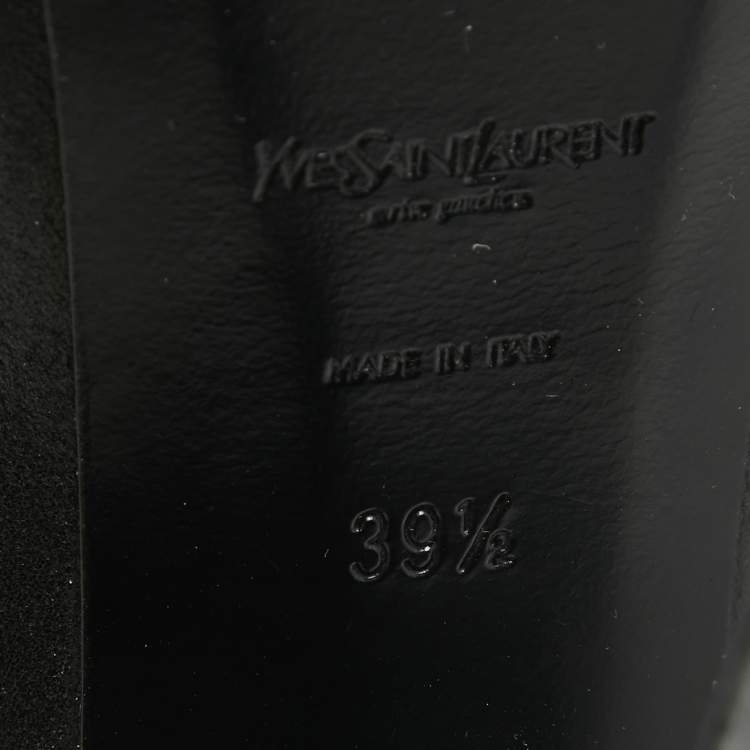 YVESSAINTLAURENT
rive gauche
MADE IN ITALY
39½